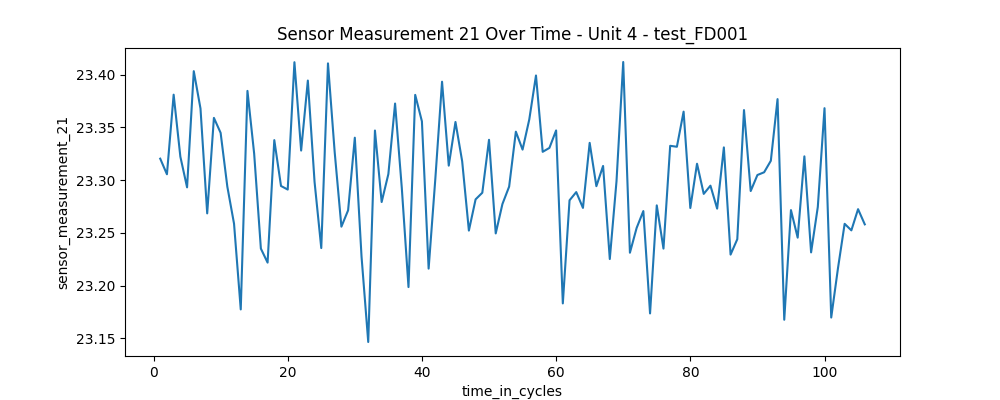 Sensor Measurement 21 Over Time - Unit 4 - test_FD001
23.40
23.35
23.30
23.25
23.20
23.15
sensor_measurement_21
0 20 40 60 80 100
time_in_cycles